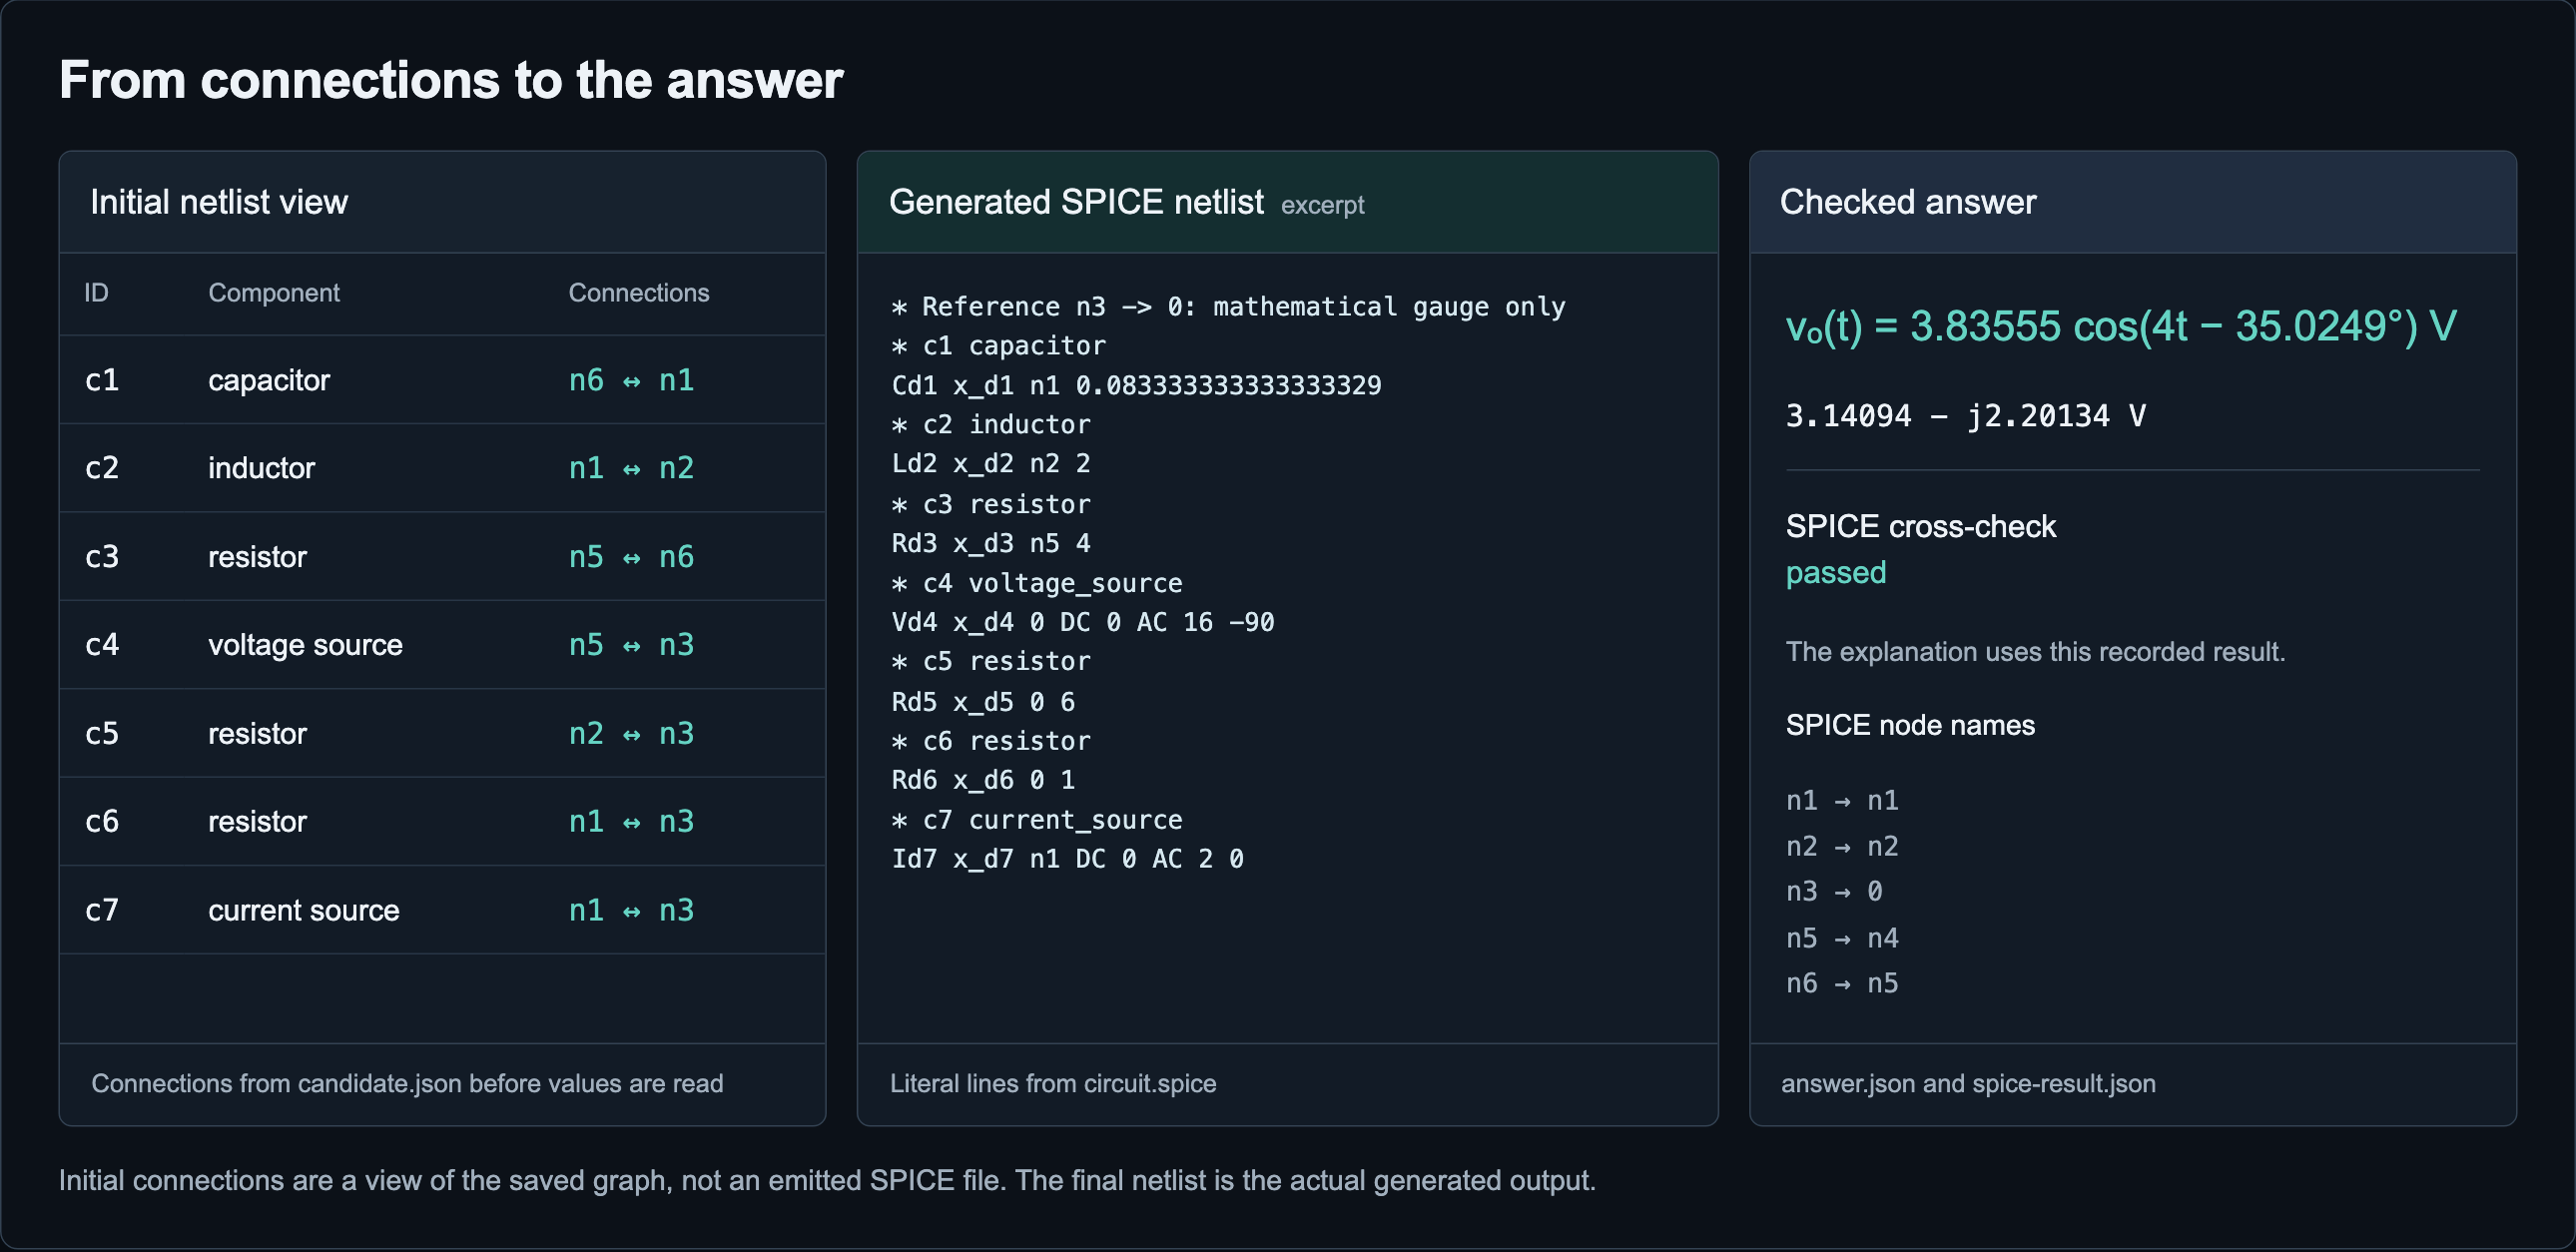 From connections to the answer
Initial netlist view
ID Component Connections
c1 capacitor n6 ↔ n1
c2 inductor n1 ↔ n2
c3 resistor n5 ↔ n6
c4 voltage source n5 ↔ n3
c5 resistor n2 ↔ n3
c6 resistor n1 ↔ n3
c7 current source n1 ↔ n3
Connections from candidate.json before values are read
Generated SPICE netlist excerpt
* Reference n3 -> 0: mathematical gauge only
* c1 capacitor
Cd1 x_d1 n1 0.083333333333333329
* c2 inductor
Ld2 x_d2 n2 2
* c3 resistor
Rd3 x_d3 n5 4
* c4 voltage_source
Vd4 x_d4 0 DC 0 AC 16 -90
* c5 resistor
Rd5 x_d5 0 6
* c6 resistor
Rd6 x_d6 0 1
* c7 current_source
Id7 x_d7 n1 DC 0 AC 2 0
Literal lines from circuit.spice
Checked answer
vₒ(t) = 3.83555 cos(4t − 35.0249°) V
3.14094 − j2.20134 V
SPICE cross-check
passed
The explanation uses this recorded result.
SPICE node names
n1 → n1
n2 → n2
n3 → 0
n5 → n4
n6 → n5
answer.json and spice-result.json
Initial connections are a view of the saved graph, not an emitted SPICE file. The final netlist is the actual generated output.